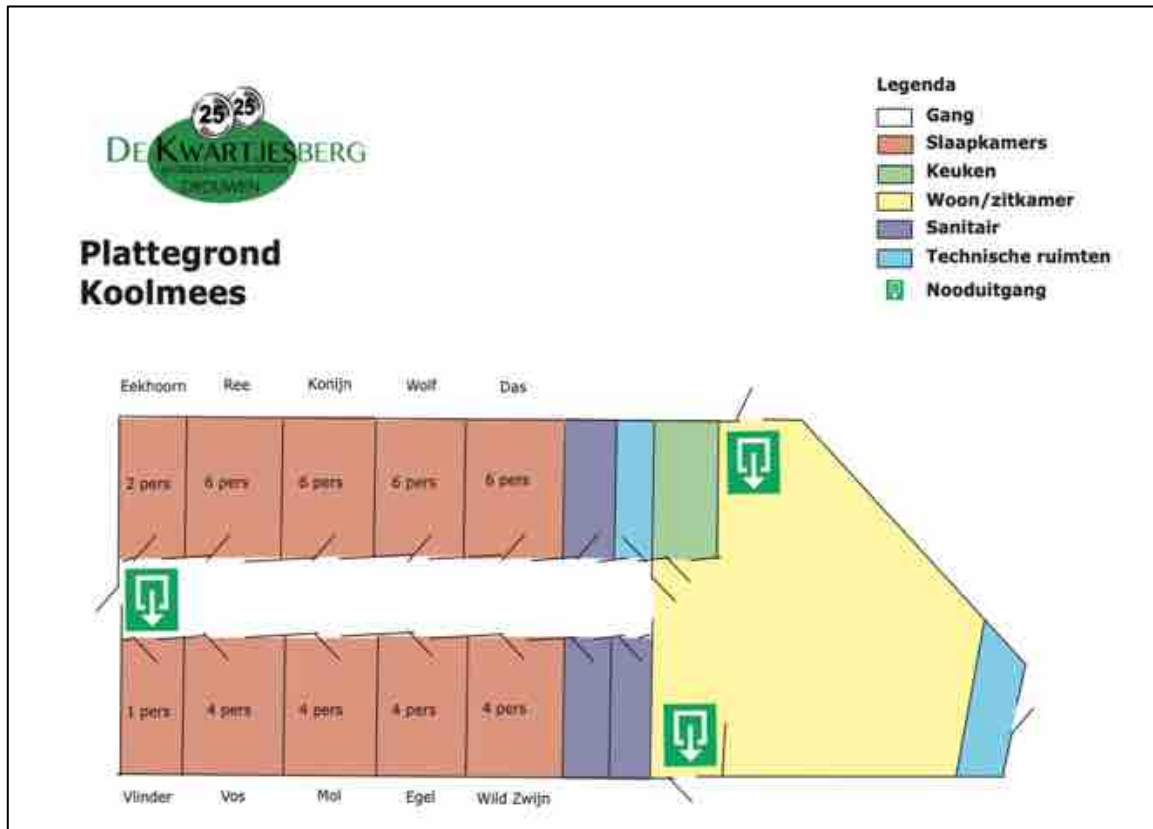 25 25
DE KWARTJESBERG
DROUWEN
Plattegrond
Koolmees
Legenda
Gang
Slaapkamers
Keuken
Woon/zitkamer
Sanitair
Technische ruimten
Nooduitgang
Eekhoorn Ree Konijn Wolf Das
2 pers 6 pers 6 pers 6 pers 6 pers
1 pers 4 pers 4 pers 4 pers 4 pers
Vlinder Vos Mol Egel Wild Zwijn